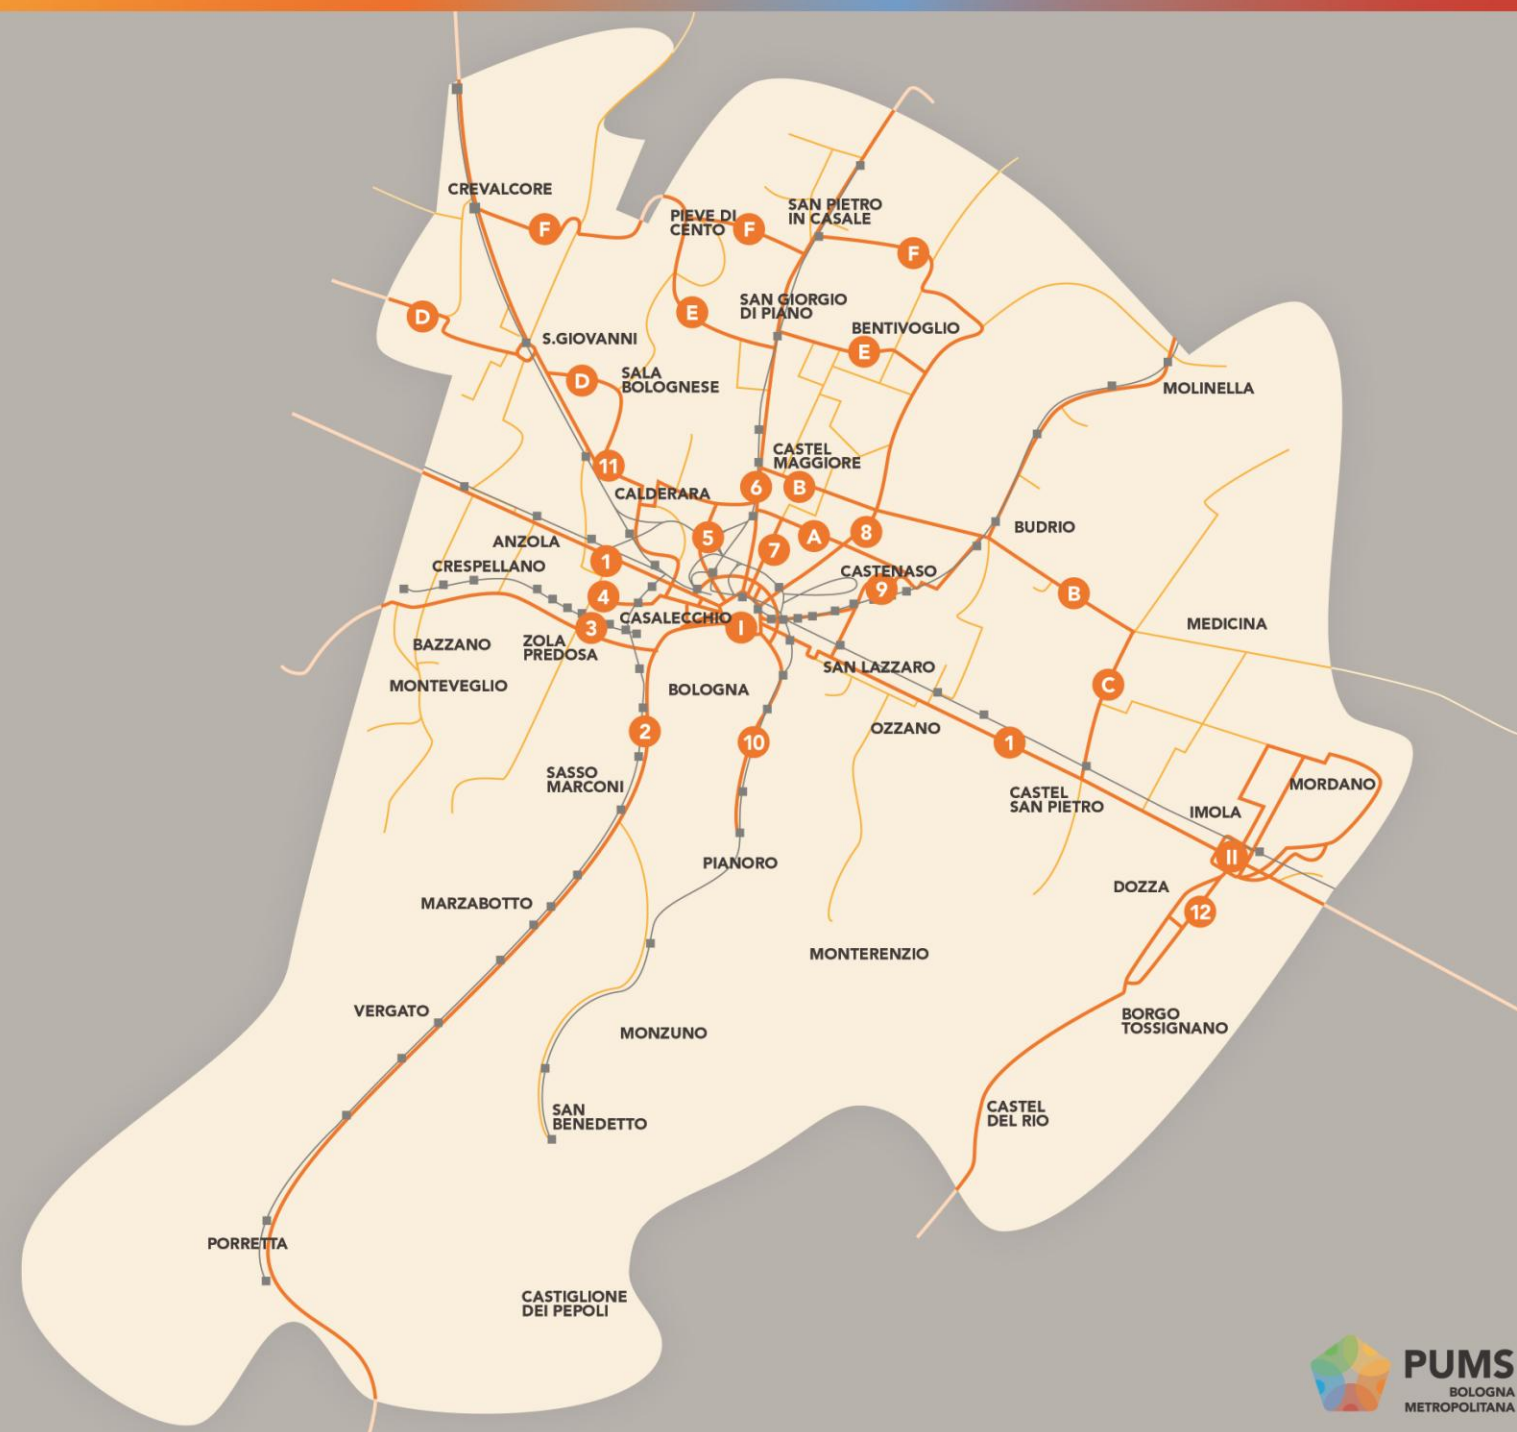 CREVALCORE
F
PIEVE DI
CENTO
F
SAN PIETRO
IN CASALE
F
D
E
SAN GIORGIO
DI PIANO
BENTIVOGLIO
E
S.GIOVANNI
D
SALA
BOLOGNESE
MOLINELLA
11
CALDERARA
CASTEL
MAGGIORE
6
B
5
7
A
8
BUDRIO
ANZOLA
CRESPELLANO
1
4
3
CASALECCHIO
I
CASTENASO
9
B
MEDICINA
BAZZANO
ZOLA
PREDOSA
MONTEVEGLIO
BOLOGNA
SAN LAZZARO
C
2
10
OZZANO
1
SASSO
MARCONI
CASTEL
SAN PIETRO
IMOLA
MORDANO
II
PIANORO
DOZZA
12
MARZABOTTO
MONTERENZIO
VERGATO
MONZUNO
BORGO
TOSSIGNANO
SAN
BENEDETTO
CASTEL
DEL RIO
PORRETTA
CASTIGLIONE
DEI PEPOLI
PUMS
BOLOGNA
METROPOLITANA